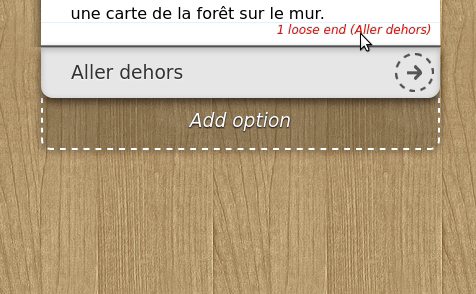 une carte de la forêt sur le mur.
1 loose end (Aller dehors)
Aller dehors
Add option